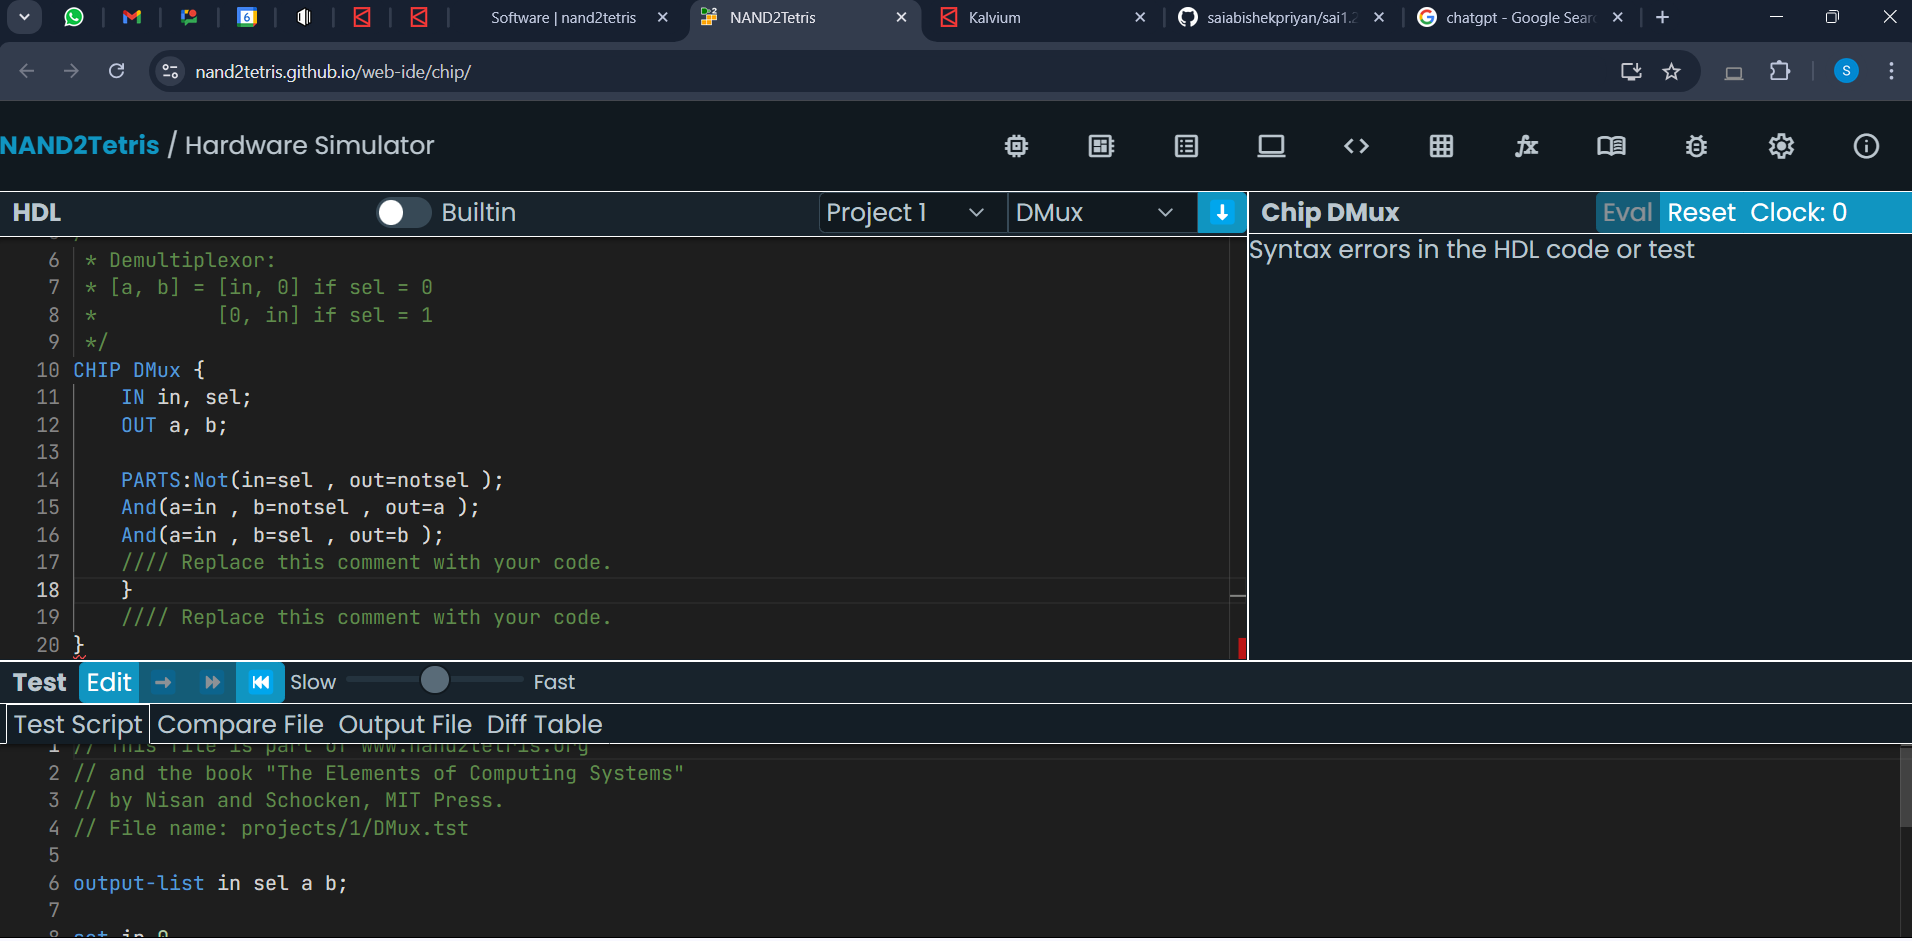 Software | nand2tetris
NAND2Tetris
Kalvium
saiabishekpriyan/sai1.2
chatgpt - Google Sear
6
nand2tetris.github.io/web-ide/chip/
S
NAND2Tetris / Hardware Simulator
HDL
Builtin
Project 1
DMux
Chip DMux
Eval
Reset
Clock: 0
Syntax errors in the HDL code or test
6 * Demultiplexor:
7 * [a, b] = [in, 0] if sel = 0
8 * [0, in] if sel = 1
9 */
10 CHIP DMux {
11 IN in, sel;
12 OUT a, b;
13
14 PARTS:Not(in=sel , out=notsel );
15 And(a=in , b=notsel , out=a );
16 And(a=in , b=sel , out=b );
17 //// Replace this comment with your code.
18 }
19 //// Replace this comment with your code.
20 }
Test Edit Slow Fast
Test Script Compare File Output File Diff Table
1 // This file is part of www.nand2tetris.org
2 // and the book "The Elements of Computing Systems"
3 // by Nisan and Schocken, MIT Press.
4 // File name: projects/1/DMux.tst
5
6 output-list in sel a b;
7
8 set in 0